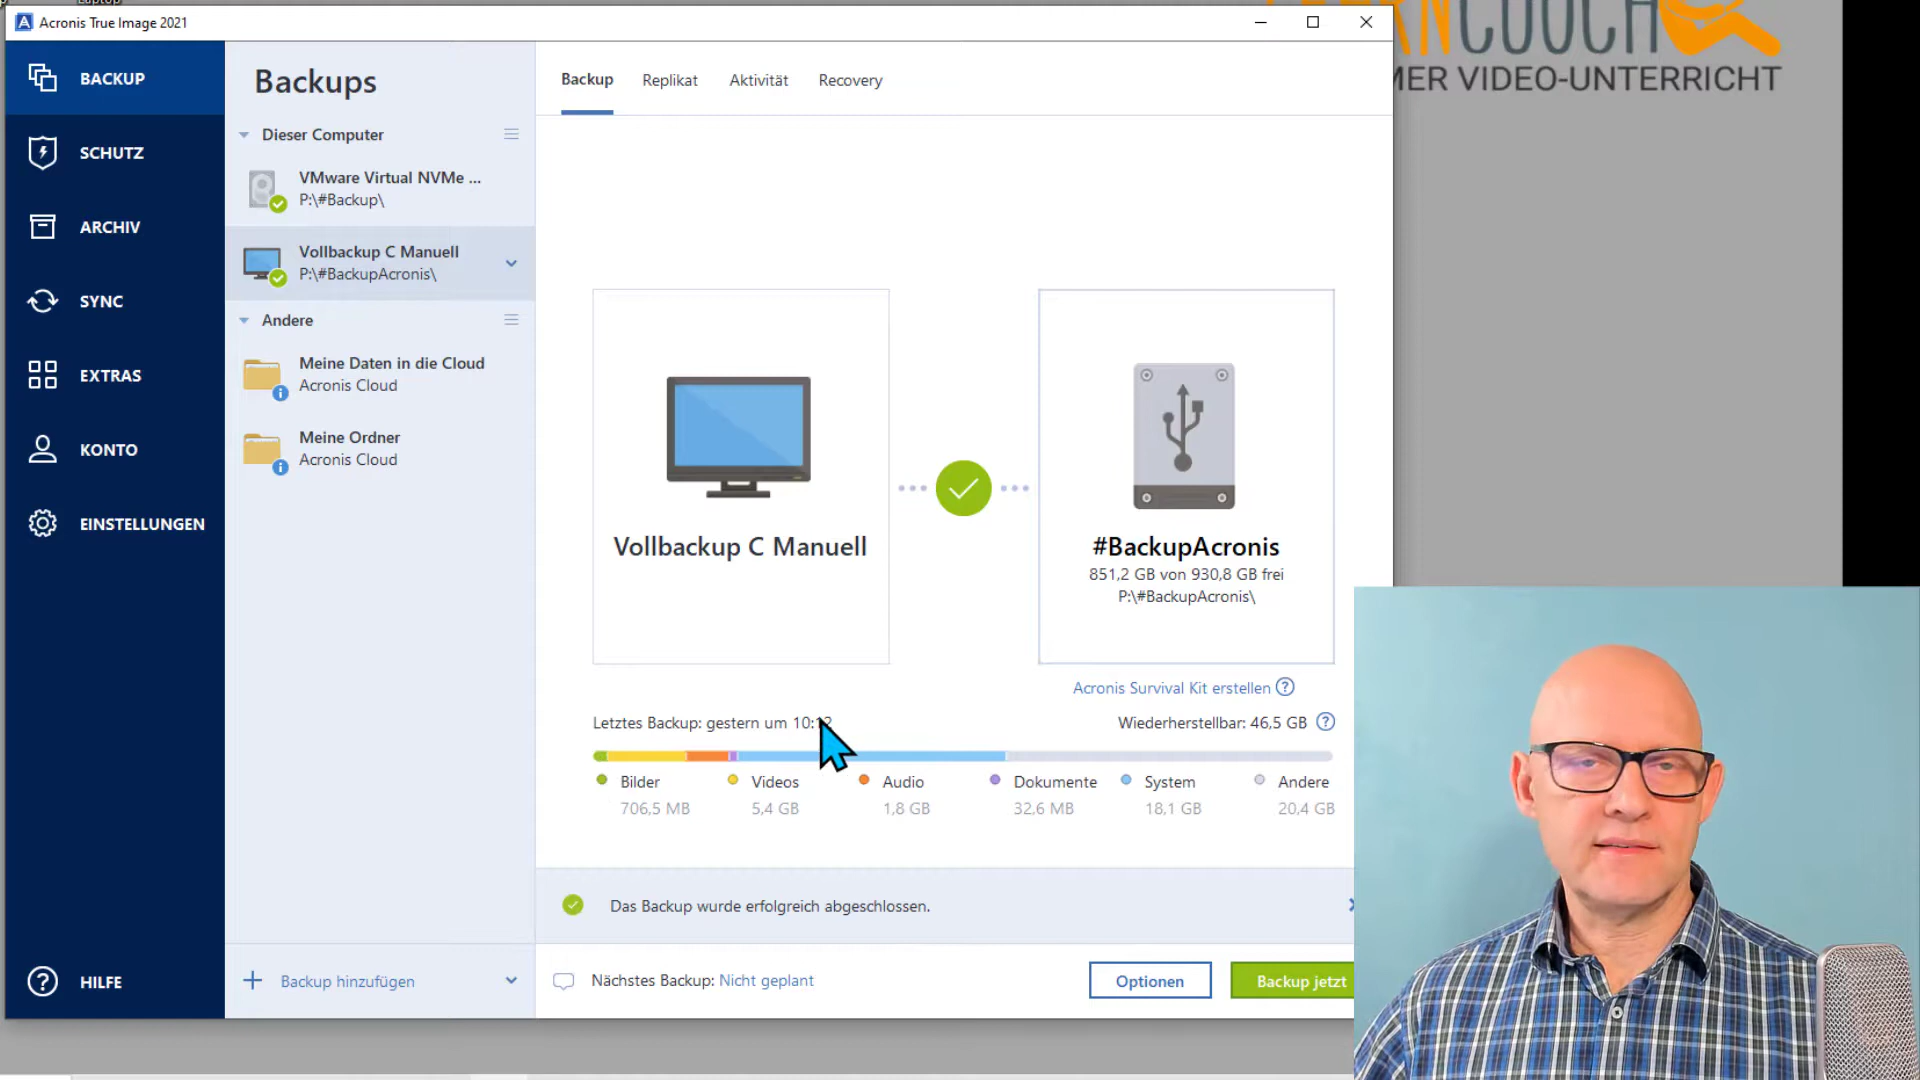 Acronis True Image 2021
MER VIDEO-UNTERRICHT
BACKUP
SCHUTZ
ARCHIV
SYNC
EXTRAS
KONTO
EINSTELLUNGEN
HILFE
Backups
Dieser Computer
VMware Virtual NVMe ...
P:\#Backup\
Vollbackup C Manuell
P:\#BackupAcronis\
Andere
Meine Daten in die Cloud
Acronis Cloud
Meine Ordner
Acronis Cloud
Backup hinzufügen
Backup Replikat Aktivität Recovery
Vollbackup C Manuell
#BackupAcronis
851,2 GB von 930,8 GB frei
P:\#BackupAcronis\
Acronis Survival Kit erstellen
Letztes Backup: gestern um
Wiederherstellbar: 46,5 GB
Bilder Videos Audio Dokumente System Andere
706,5 MB 5,4 GB 1,8 GB 32,6 MB 18,1 GB 20,4 GB
Das Backup wurde erfolgreich abgeschlossen.
Nächstes Backup: Nicht geplant
Optionen
Backup jetzt